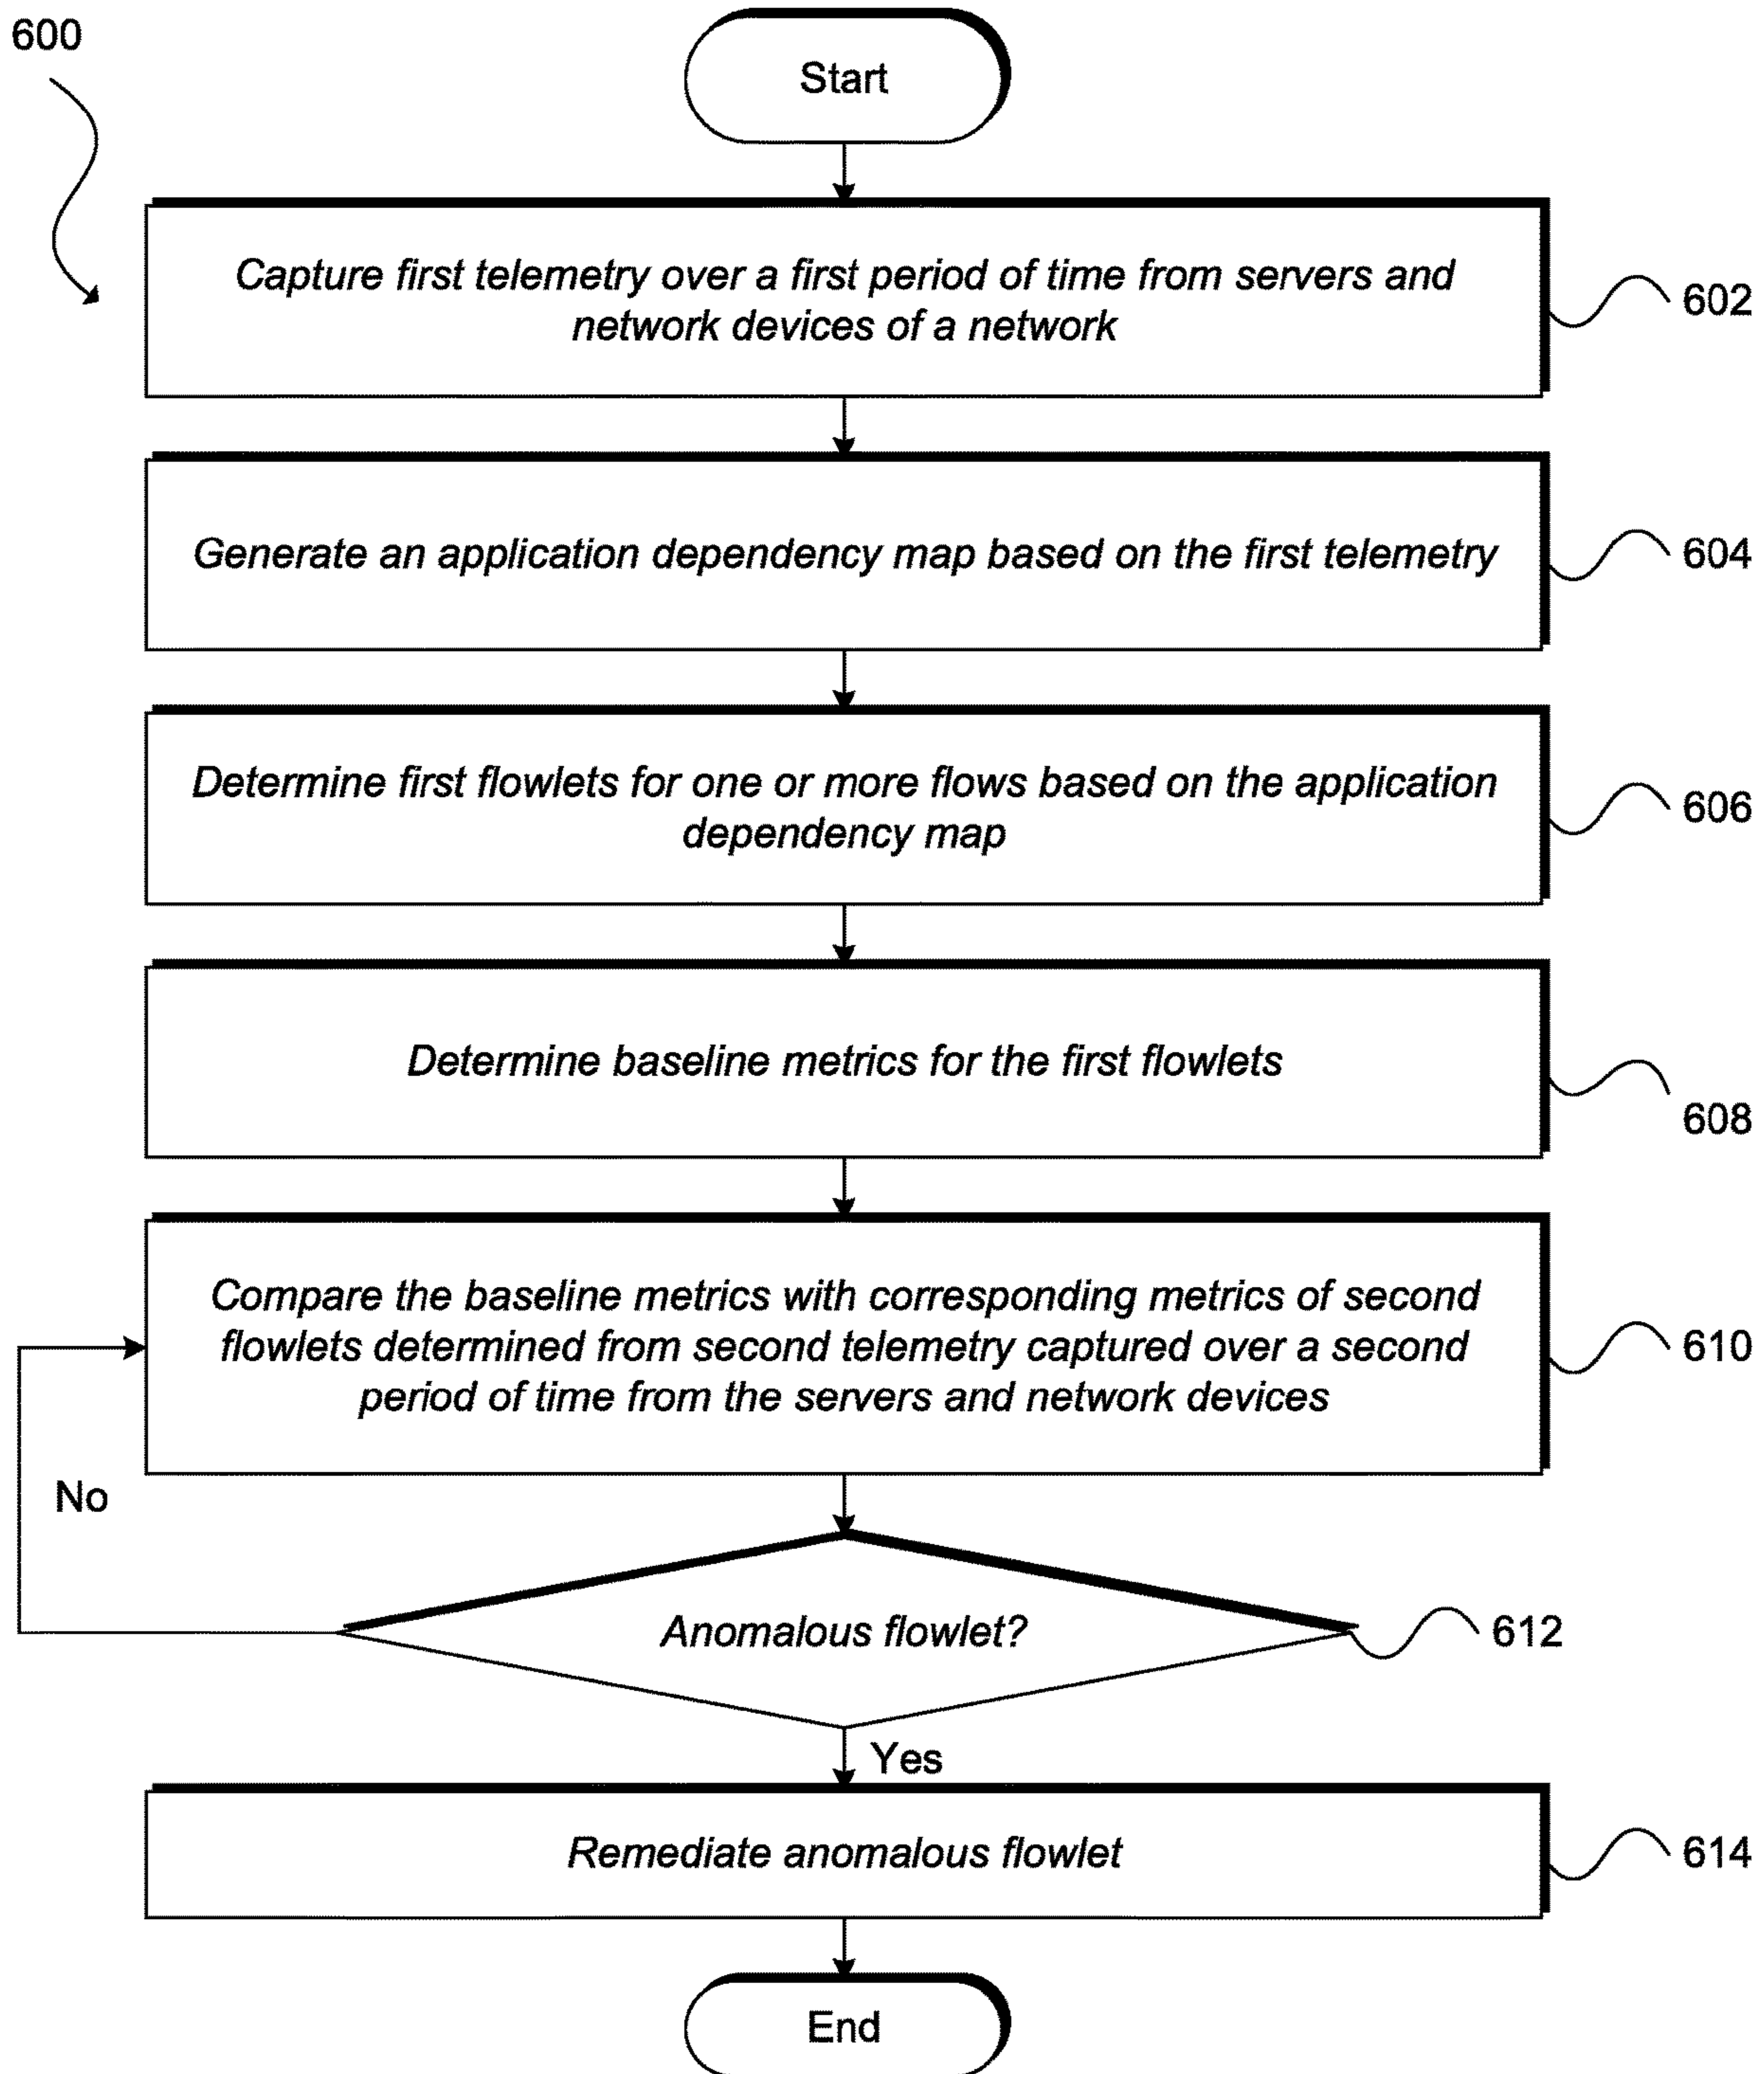 600
Start
Capture first telemetry over a first period of time from servers and
network devices of a network
602
Generate an application dependency map based on the first telemetry
604
Determine first flowlets for one or more flows based on the application
dependency map
606
Determine baseline metrics for the first flowlets
608
Compare the baseline metrics with corresponding metrics of second
flowlets determined from second telemetry captured over a second
period of time from the servers and network devices
610
No
Anomalous flowlet?
612
Yes
Remediate anomalous flowlet
614
End